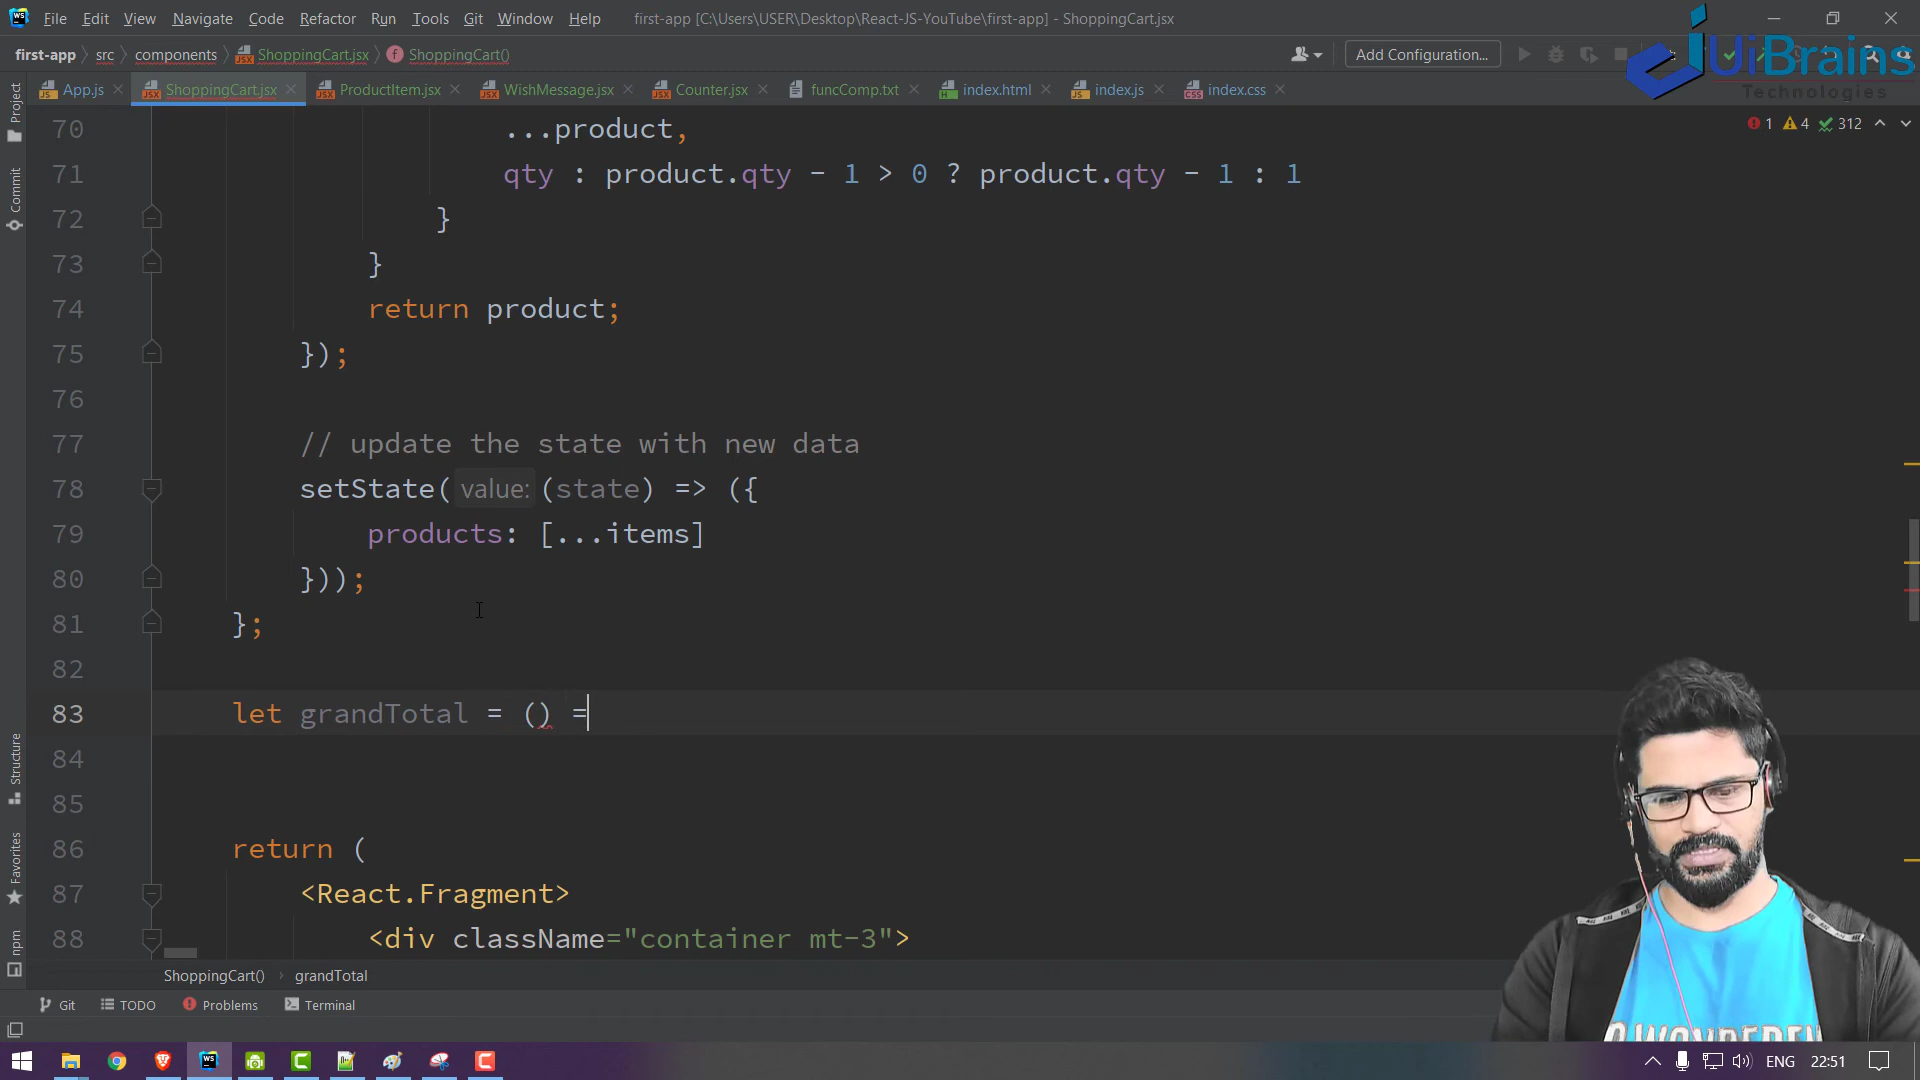 File Edit View Navigate Code Refactor Run Tools Git Window Help first-app [C:\Users\USER\Desktop\React-JS-YouTube\first-app] - ShoppingCart.jsx
first-app src components ShoppingCart.jsx ShoppingCart() Add Configuration...
UiBrains
Technologies
App.js ShoppingCart.jsx ProductItem.jsx WishMessage.jsx Counter.jsx funcComp.txt index.html index.js index.css
1 4 312
Project
Commit
Structure
Favorites
npm
70 ...product,
71 qty : product.qty - 1 > 0 ? product.qty - 1 : 1
72 }
73 }
74 return product;
75 });
76
77 // update the state with new data
78 setState( value: (state) => ({
79 products: [...items]
80 }));
81 };
82
83 let grandTotal = () =
84
85
86 return (
87 <React.Fragment>
88 <div className="container mt-3">
ShoppingCart() › grandTotal
Git TODO Problems Terminal
ENG 22:51